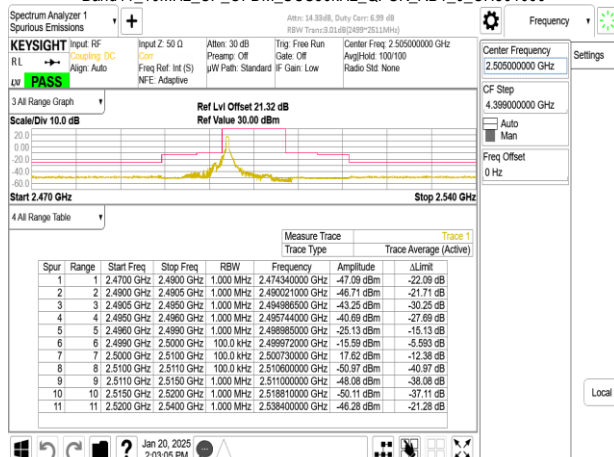 Spectrum Analyzer 1
Spurious Emissions
Attn: 14.33dB, Duty Corr: 6.99 dB
RBW Trans:3.01dB(2499~2511MHz)
Frequency
Settings
KEYSIGHT
RL
PASS
Input: RF
Coupling: DC
Align: Auto
Input Z: 50 Ω
Corr
Freq Ref: Int (S)
NFE: Adaptive
Atten: 30 dB
Preamp: Off
µW Path: Standard
Trig: Free Run
Gate: Off
IF Gain: Low
Center Freq: 2.505000000 GHz
Avg|Hold: 100/100
Radio Std: None
Center Frequency
2.505000000 GHz
CF Step
4.399000000 GHz
Auto
Man
Freq Offset
0 Hz
Local
3 All Range Graph
Scale/Div 10.0 dB
Ref Lvl Offset 21.32 dB
Ref Value 30.00 dBm
20.0
0.00
-20.0
-40.0
-60.0
Start 2.470 GHz
Stop 2.540 GHz
4 All Range Table
Measure Trace Trace 1
Trace Type Trace Average (Active)
Spur Range Start Freq Stop Freq RBW Frequency Amplitude ΔLimit
1 1 2.4700 GHz 2.4900 GHz 1.000 MHz 2.474340000 GHz -47.09 dBm -22.09 dB
2 2 2.4900 GHz 2.4905 GHz 1.000 MHz 2.490021000 GHz -46.71 dBm -21.71 dB
3 3 2.4905 GHz 2.4950 GHz 1.000 MHz 2.494986500 GHz -43.25 dBm -30.25 dB
4 4 2.4950 GHz 2.4960 GHz 1.000 MHz 2.495744000 GHz -40.69 dBm -27.69 dB
5 5 2.4960 GHz 2.4990 GHz 1.000 MHz 2.498985000 GHz -25.13 dBm -15.13 dB
6 6 2.4990 GHz 2.5000 GHz 100.0 kHz 2.499972000 GHz -15.59 dBm -5.593 dB
7 7 2.5000 GHz 2.5100 GHz 100.0 kHz 2.500730000 GHz 17.62 dBm -12.38 dB
8 8 2.5100 GHz 2.5110 GHz 100.0 kHz 2.510600000 GHz -50.97 dBm -40.97 dB
9 9 2.5110 GHz 2.5150 GHz 1.000 MHz 2.511000000 GHz -48.08 dBm -38.08 dB
10 10 2.5150 GHz 2.5200 GHz 1.000 MHz 2.518810000 GHz -50.11 dBm -37.11 dB
11 11 2.5200 GHz 2.5400 GHz 1.000 MHz 2.538400000 GHz -46.28 dBm -21.28 dB
Jan 20, 2025
2:03:05 PM